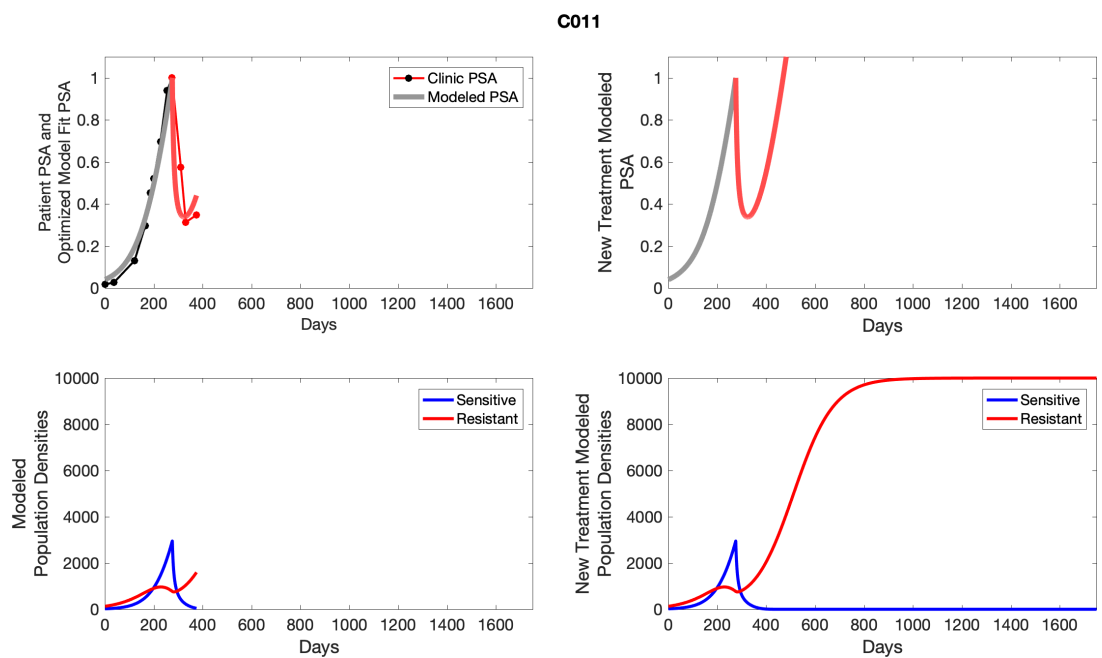 C011
Patient PSA and
Optimized Model Fit PSA
1
0.8
0.6
0.4
0.2
0
Clinic PSA
Modeled PSA
0 200 400 600 800 1000 1200 1400 1600
Days
New Treatment Modeled
PSA
1
0.8
0.6
0.4
0.2
0
0 200 400 600 800 1000 1200 1400 1600
Days
Modeled
Population Densities
10000
8000
6000
4000
2000
0
Sensitive
Resistant
0 200 400 600 800 1000 1200 1400 1600
Days
New Treatment Modeled
Population Densities
10000
8000
6000
4000
2000
0
Sensitive
Resistant
0 200 400 600 800 1000 1200 1400 1600
Days